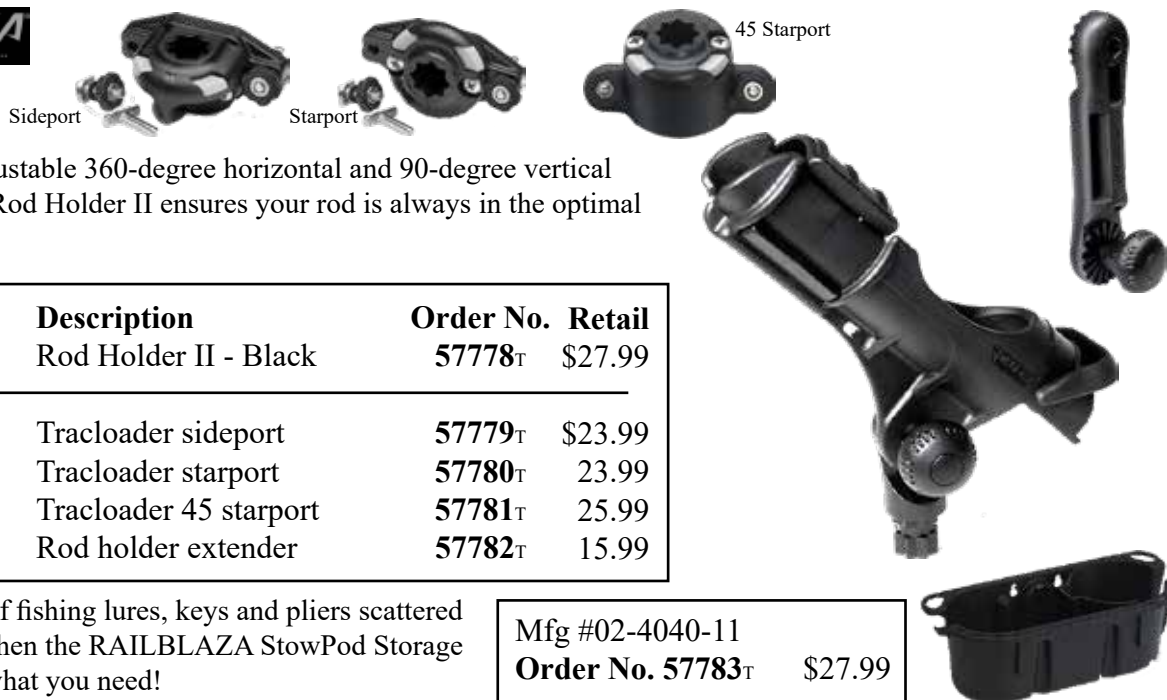 45 Starport
Sideport
Starport
360-degree horizontal and 90-degree vertical
Rod Holder II ensures your rod is always in the optimal
Description Order No. Retail
Rod Holder II - Black 57778T $27.99
Tracloader sideport 57779T $23.99
Tracloader starport 57780T 23.99
Tracloader 45 starport 57781T 25.99
Rod holder extender 57782T 15.99
fishing lures, keys and pliers scattered
the RAILBLAZA StowPod Storage
what you need!
Mfg #02-4040-11
Order No. 57783T $27.99